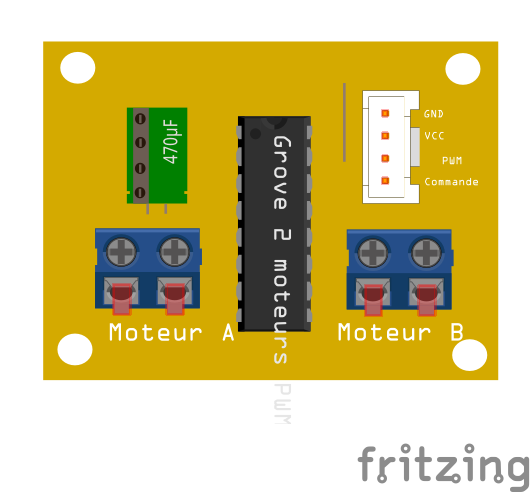 470µF
GND
VCC
PWM
Commande
Grove 2 moteurs PWM
Moteur A
Moteur B
fritzing